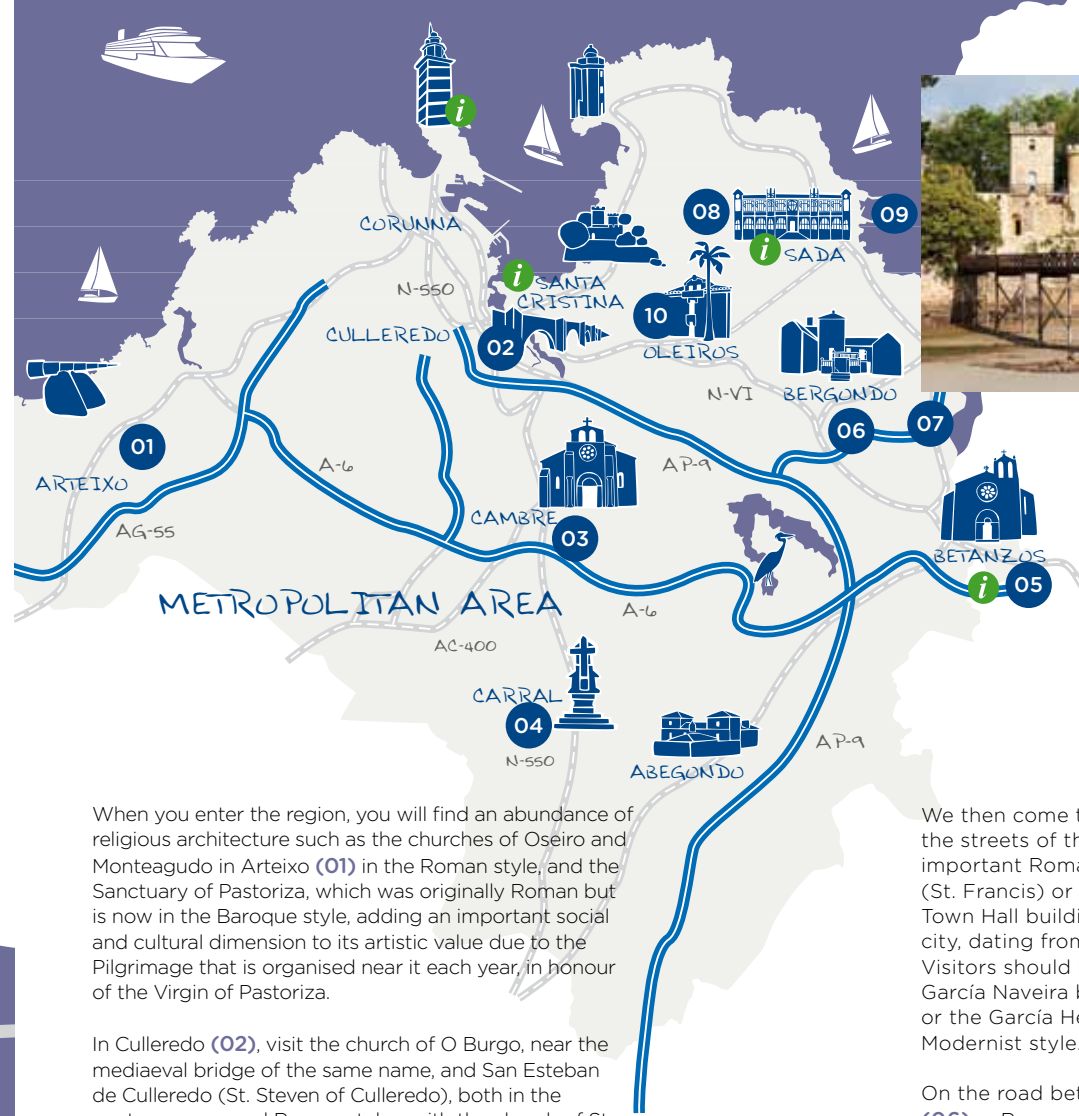 i
CORUNNA
08
09
i
SADA
N-550
i
SANTA
CRISTINA
10
CULLEREDO
02
OLEIROS
N-VI
BERGONDO
06
07
01
A-6
AP-9
ARTEIXO
CAMBRE
03
AG-55
BETANZOS
i
05
METROPOLITAN AREA
A-6
AC-400
CARRAL
04
AP-9
N-550
ABEGONDO
When you enter the region, you will find an abundance of
religious architecture such as the churches of Oseiro and
Monteagudo in Arteixo (01) in the Roman style, and the
Sanctuary of Pastoriza, which was originally Roman but
is now in the Baroque style, adding an important social
and cultural dimension to its artistic value due to the
Pilgrimage that is organised near it each year, in honour
of the Virgin of Pastoriza.
In Culleredo (02), visit the church of O Burgo, near the
mediaeval bridge of the same name, and San Esteban
de Culleredo (St. Steven of Culleredo), both in the
We then come
the streets of
important
(St. Francis) or
Town Hall
city, dating from
Visitors should
García Naveira
or the García
Modernist style
On the road